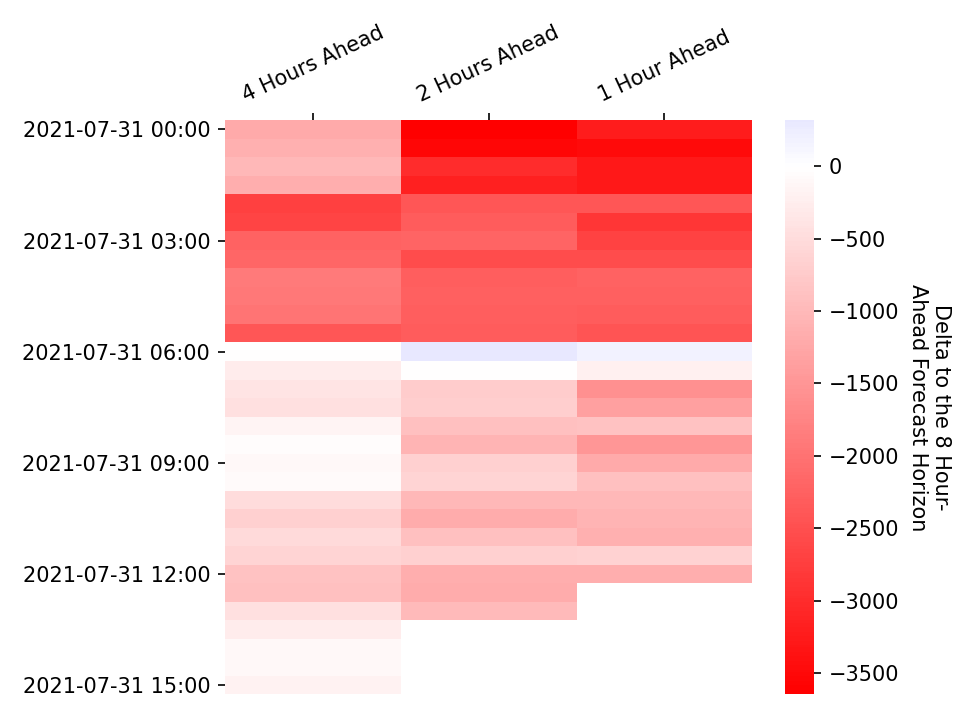 4 Hours Ahead
2 Hours Ahead
1 Hour Ahead
2021-07-31 00:00
2021-07-31 03:00
2021-07-31 06:00
2021-07-31 09:00
2021-07-31 12:00
2021-07-31 15:00
0
−500
−1000
−1500
−2000
−2500
−3000
−3500
Delta to the 8 Hour-
Ahead Forecast Horizon